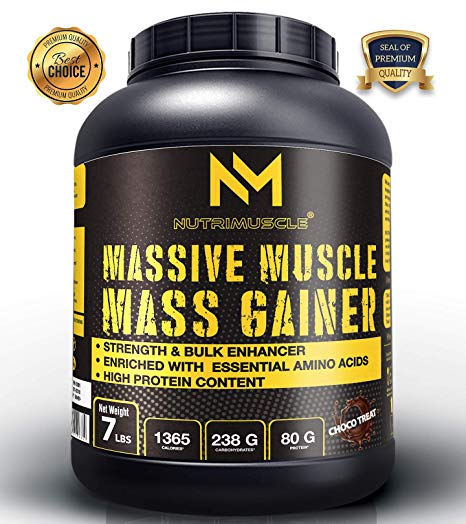 PREMIUM QUALITY
Best
CHOICE
PREMIUM QUALITY
SEAL OF
PREMIUM
QUALITY
NM
NUTRIMUSCLE®
MASSIVE MUSCLE
MASS GAINER
• STRENGTH & BULK ENHANCER
• ENRICHED WITH ESSENTIAL AMINO ACIDS
• HIGH PROTEIN CONTENT
Net Weight
7 LBS
1365
CALORIES*
238 G
CARBOHYDRATES*
80 G
PROTEIN*
CHOCO TREAT